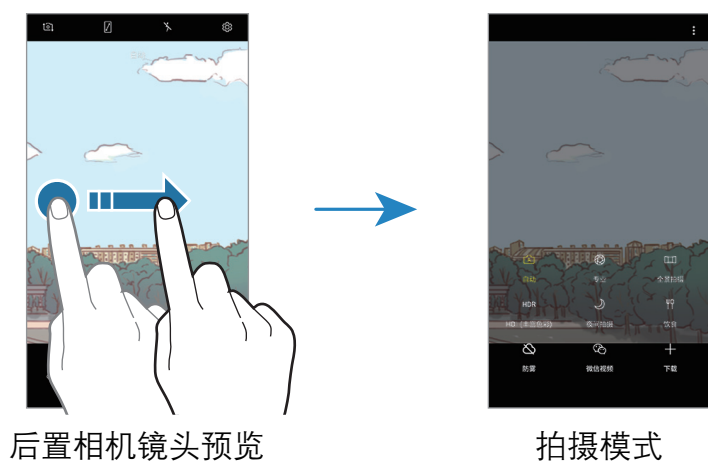 自动
专业
全景拍摄
HDR
HD（丰富色彩）
夜间拍摄
饮食
防雾
微信视频
下载
后置相机镜头预览
拍摄模式